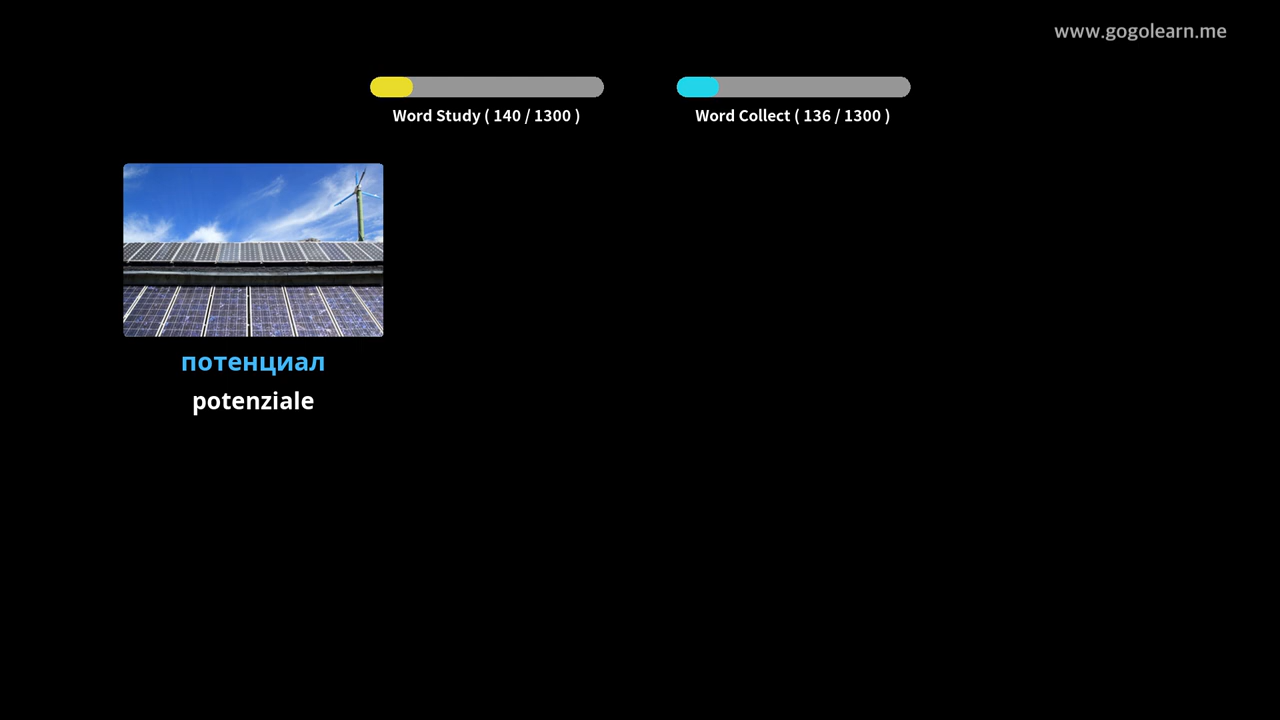 www.gogolearn.me
Word Study ( 140 / 1300 )
Word Collect ( 136 / 1300 )
потенциал
potenziale